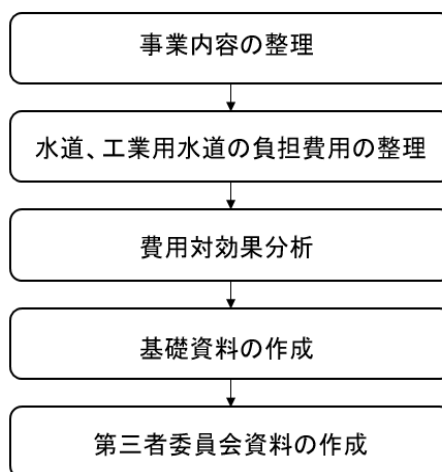 事業内容の整理
水道、工業用水道の負担費用の整理
費用対効果分析
基礎資料の作成
第三者委員会資料の作成